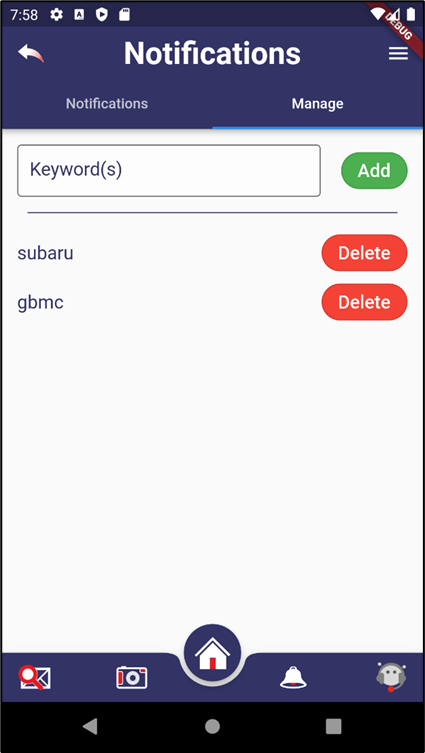 7:58
DEBUG
Notifications
Notifications Manage
Keyword(s) Add
subaru Delete
gbmc Delete